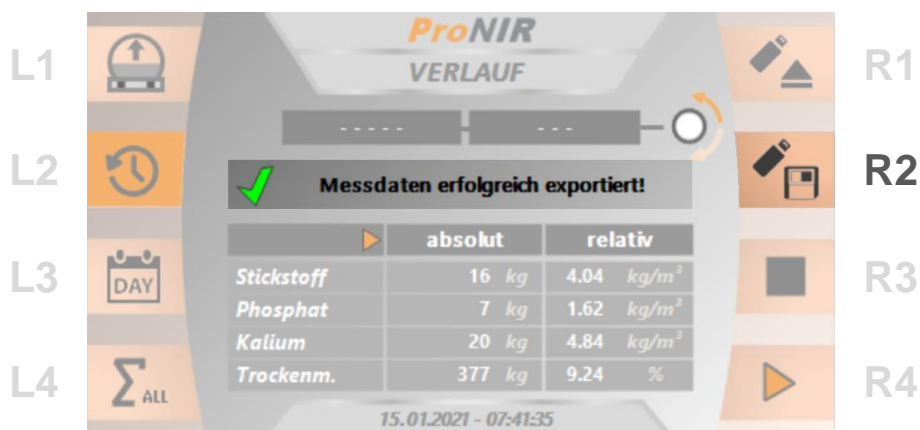 ProNIR
VERLAUF
L1
R1
- - - - -
- - -
L2
Messdaten erfolgreich exportiert!
R2
absolut relativ
L3
DAY
Stickstoff 16 kg 4.04 kg/m³
R3
Phosphat 7 kg 1.62 kg/m³
Kalium 20 kg 4.84 kg/m³
L4
ΣALL
Trockenm. 377 kg 9.24 %
R4
15.01.2021 - 07:41:35